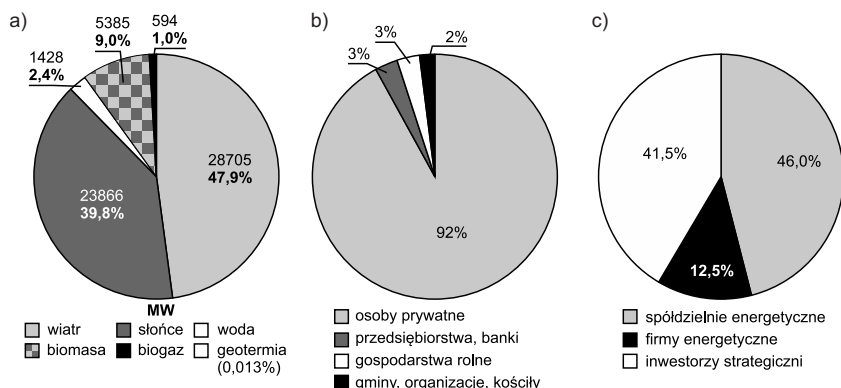 a)
594
1,0%
5385
9,0%
1428
2,4%
28705
47,9%
23866
39,8%
MW
wiatr
słońce
woda
biomasa
biogaz
geotermia
(0,013%)
b)
3%
3%
2%
92%
osoby prywatne
przedsiębiorstwa, banki
gospodarstwa rolne
gminy, organizacje, kościły
c)
41,5%
46,0%
12,5%
spółdzielnie energetyczne
firmy energetyczne
inwestorzy strategiczni